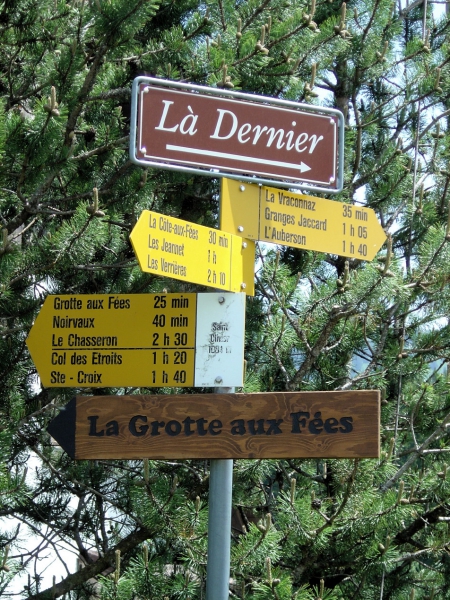 Là Dernier
La Vraconnaz 35 min
Granges Jaccard 1 h 05
L'Auberson 1 h 40
La Côte-aux-Fées 30 min
Les Jeannet 1 h
Les Verrières 2 h 10
Grotte aux Fées 25 min
Noirvaux 40 min
Le Chasseron 2 h 30
Col des Etroits 1 h 20
Ste - Croix 1 h 40
La Grotte aux Fées